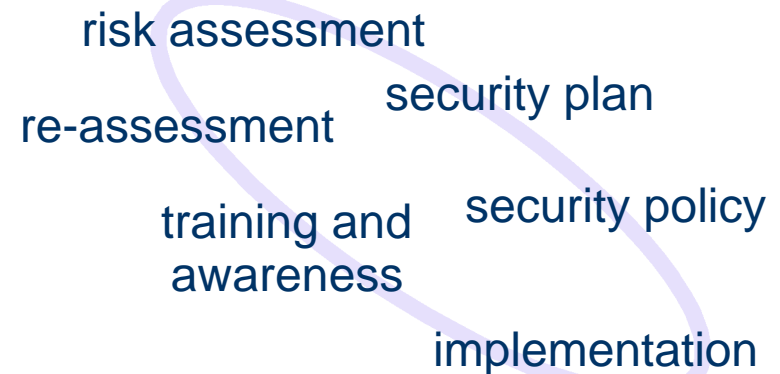 risk assessment
security plan
re-assessment
security policy
training and
awareness
implementation